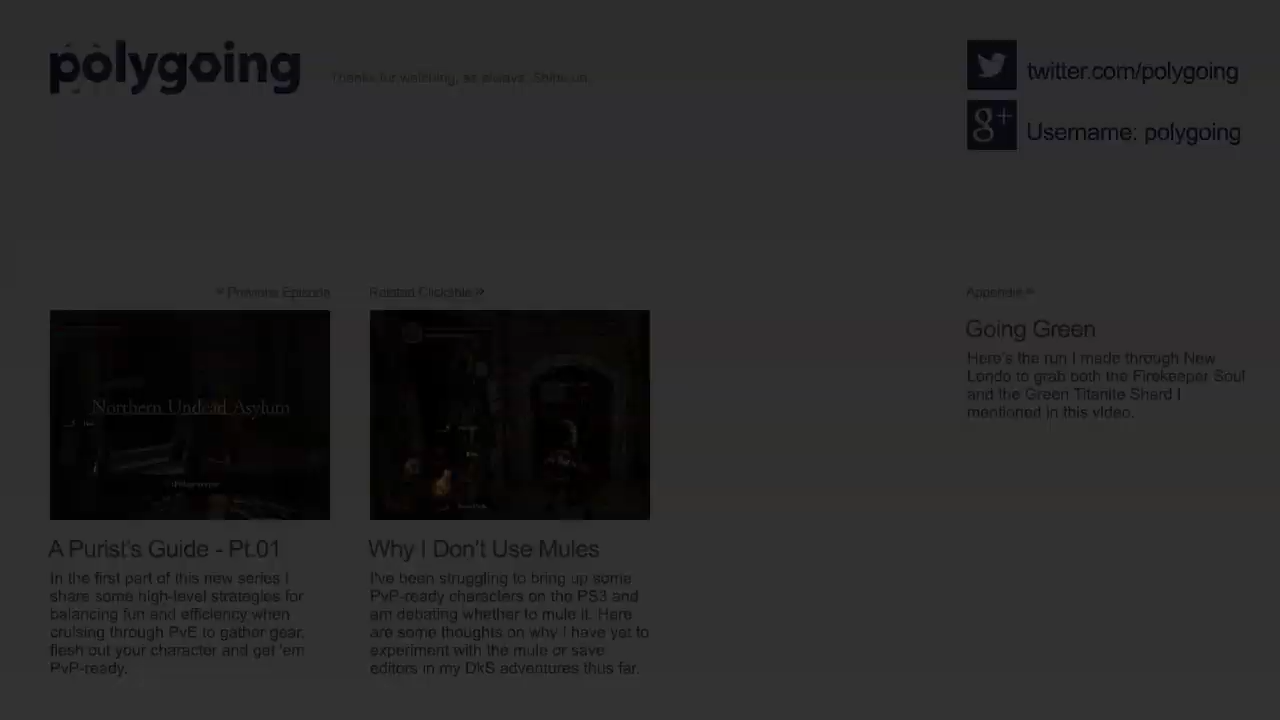 polygoing
Thanks for watching, as always. Shine on.
twitter.com/polygoing
g+
Username: polygoing
« Previous Episode
Related Clickable »
Appendix »
Northern Undead Asylum
A Purist's Guide - Pt.01
In the first part of this new series I
share some high-level strategies for
balancing fun and efficiency when
cruising through PvE to gather gear,
flesh out your character and get 'em
PvP-ready.
Why I Don't Use Mules
I've been struggling to bring up some
PvP-ready characters on the PS3 and
am debating whether to mule it. Here
are some thoughts on why I have yet to
experiment with the mule or save
editors in my DkS adventures thus far.
Going Green
Here's the run I made through New
Londo to grab both the Firekeeper Soul
and the Green Titanite Shard I
mentioned in this video.